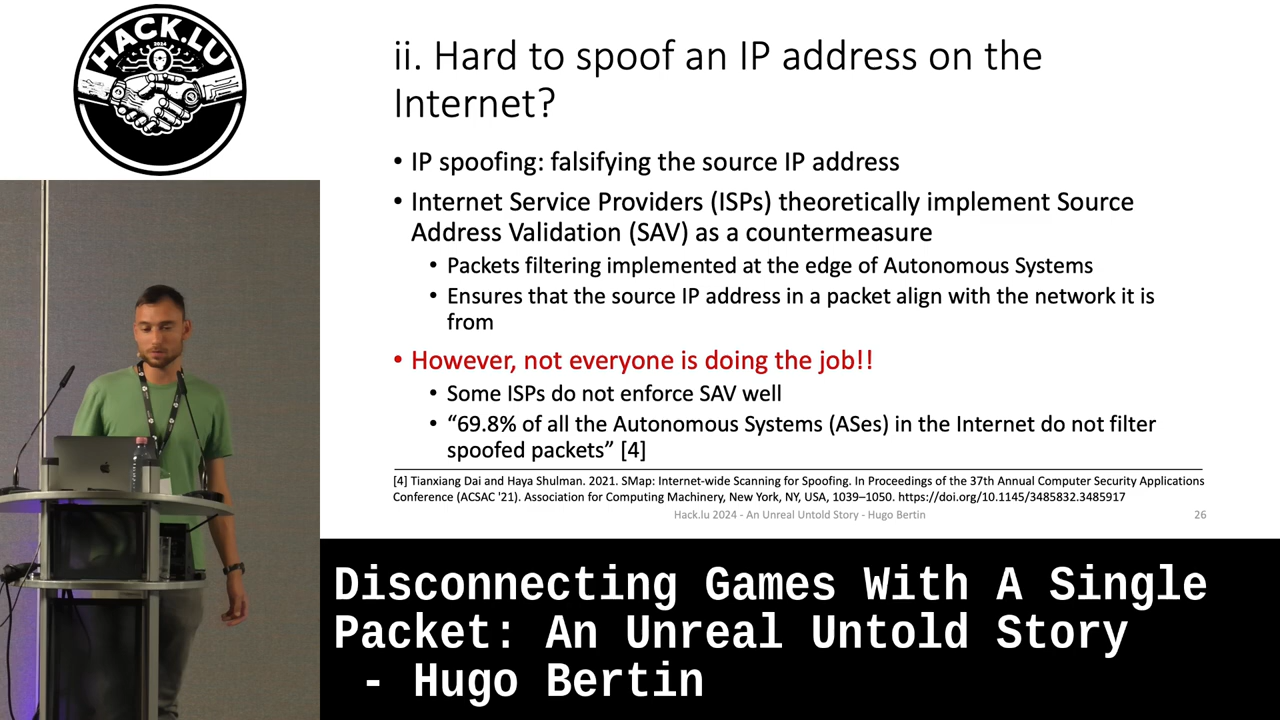 HACK.LU
2024
ii. Hard to spoof an IP address on the
Internet?
• IP spoofing: falsifying the source IP address
• Internet Service Providers (ISPs) theoretically implement Source
Address Validation (SAV) as a countermeasure
• Packets filtering implemented at the edge of Autonomous Systems
• Ensures that the source IP address in a packet align with the network it is
from
• However, not everyone is doing the job!!
• Some ISPs do not enforce SAV well
• “69.8% of all the Autonomous Systems (ASes) in the Internet do not filter
spoofed packets” [4]
[4] Tianxiang Dai and Haya Shulman. 2021. SMap: Internet-wide Scanning for Spoofing. In Proceedings of the 37th Annual Computer Security Applications
Conference (ACSAC '21). Association for Computing Machinery, New York, NY, USA, 1039–1050. https://doi.org/10.1145/3485832.3485917
Hack.lu 2024 - An Unreal Untold Story - Hugo Bertin
26
Disconnecting Games With A Single
Packet: An Unreal Untold Story
- Hugo Bertin